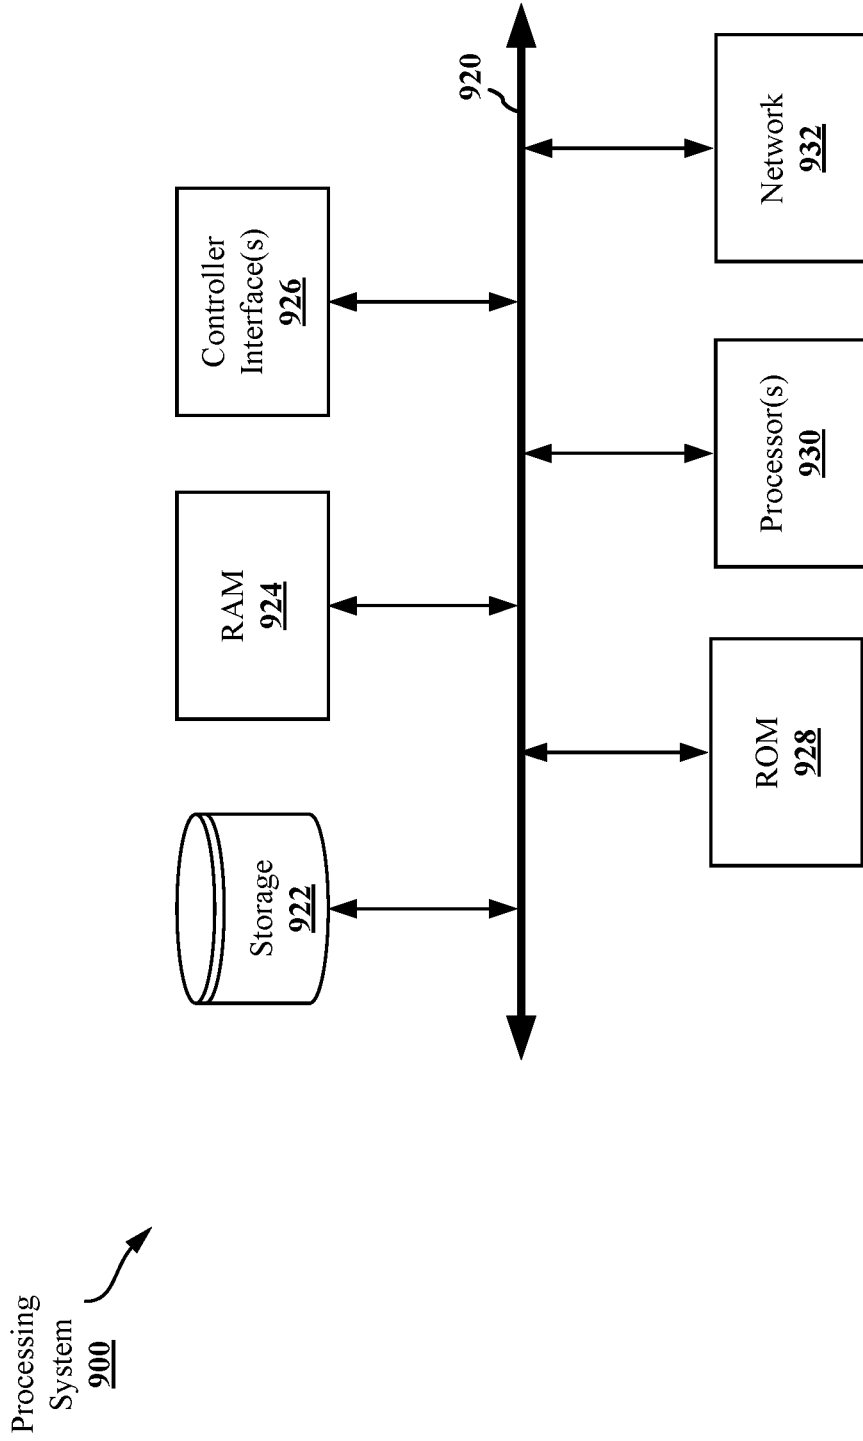 Processing
System
900
Storage
922
RAM
924
Controller
Interface(s)
926
920
ROM
928
Processor(s)
930
Network
932